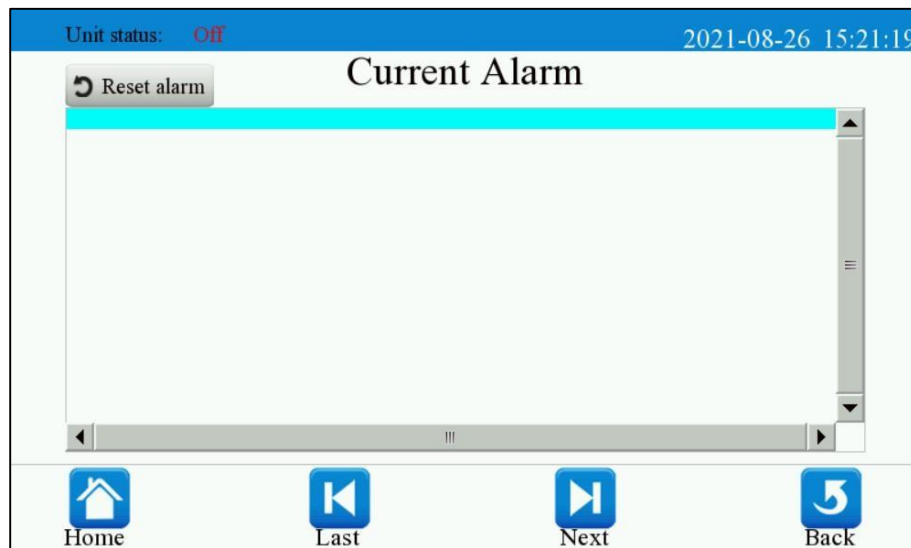 Unit status: Off 2021-08-26 15:21:19
Current Alarm
Reset alarm
Home Last Next Back